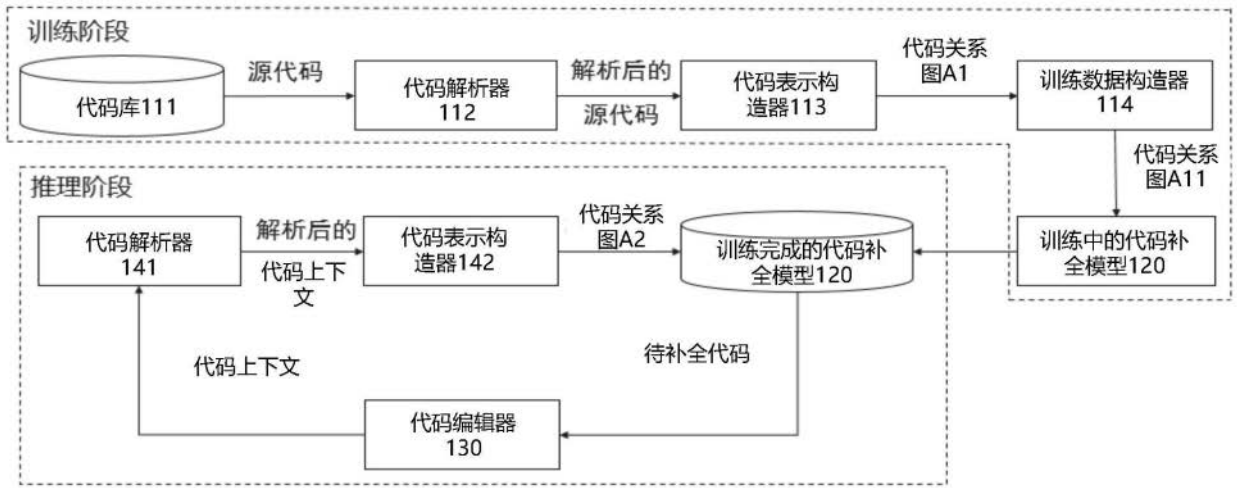 训练阶段
代码库111
源代码
代码解析器
112
解析后的
源代码
代码表示构
造器113
代码关系
图A1
训练数据构造器
114
代码关系
图A11
训练中的代码补
全模型120
推理阶段
代码解析器
141
解析后的
代码上下
文
代码表示构
造器142
代码关系
图A2
训练完成的代码补
全模型120
待补全代码
代码编辑器
130
代码上下文